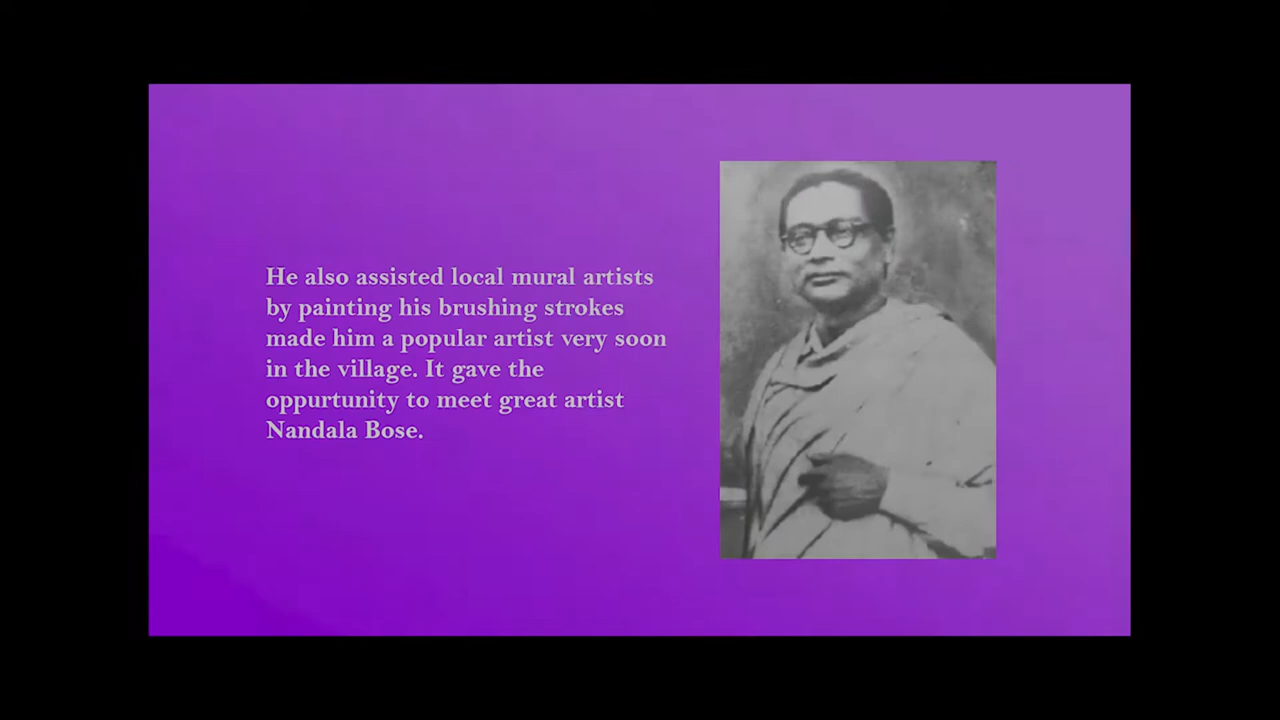 He also assisted local mural artists
by painting his brushing strokes
made him a popular artist very soon
in the village. It gave the
oppurtunity to meet great artist
Nandala Bose.